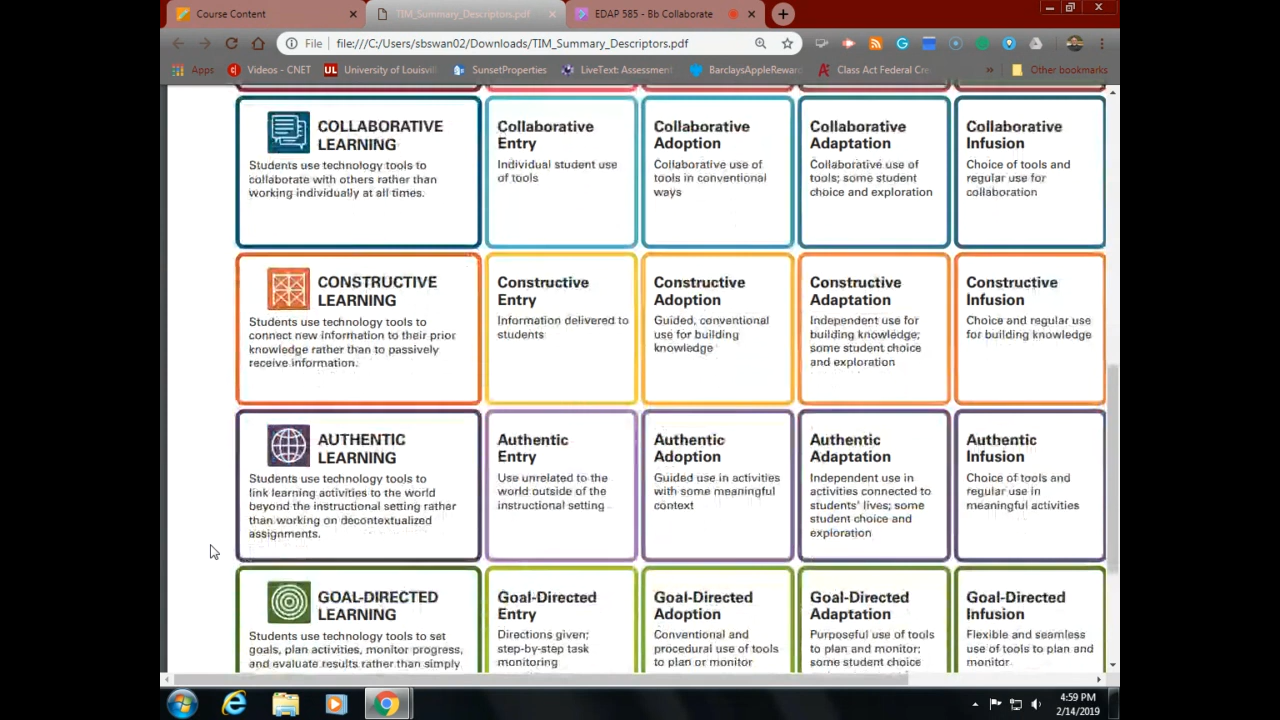 Course Content
TIM_Summary_Descriptors.pdf
EDAP 585 - Bb Collaborate
File
file:///C:/Users/sbswan02/Downloads/TIM_Summary_Descriptors.pdf
Apps
Videos - CNET
University of Louisvil
SunsetProperties
LiveText: Assessment
BarclaysAppleReward
Class Act Federal Cre
»
Other bookmarks
COLLABORATIVE
LEARNING
Students use technology tools to
collaborate with others rather than
working individually at all times.
Collaborative
Entry
Individual student use
of tools
Collaborative
Adoption
Collaborative use of
tools in conventional
ways
Collaborative
Adaptation
Collaborative use of
tools; some student
choice and exploration
Collaborative
Infusion
Choice of tools and
regular use for
collaboration
CONSTRUCTIVE
LEARNING
Students use technology tools to
connect new information to their prior
knowledge rather than to passively
receive information.
Constructive
Entry
Information delivered to
students
Constructive
Adoption
Guided, conventional
use for building
knowledge
Constructive
Adaptation
Independent use for
building knowledge;
some student choice
and exploration
Constructive
Infusion
Choice and regular use
for building knowledge
AUTHENTIC
LEARNING
Students use technology tools to
link learning activities to the world
beyond the instructional setting rather
than working on decontextualized
assignments.
Authentic
Entry
Use unrelated to the
world outside of the
instructional setting
Authentic
Adoption
Guided use in activities
with some meaningful
context
Authentic
Adaptation
Independent use in
activities connected to
students' lives; some
student choice and
exploration
Authentic
Infusion
Choice of tools and
regular use in
meaningful activities
GOAL-DIRECTED
LEARNING
Students use technology tools to set
goals, plan activities, monitor progress,
and evaluate results rather than simply
Goal-Directed
Entry
Directions given;
step-by-step task
monitoring
Goal-Directed
Adoption
Conventional and
procedural use of tools
to plan or monitor
Goal-Directed
Adaptation
Purposeful use of tools
to plan and monitor;
some student choice
Goal-Directed
Infusion
Flexible and seamless
use of tools to plan and
monitor
4:59 PM
2/14/2019